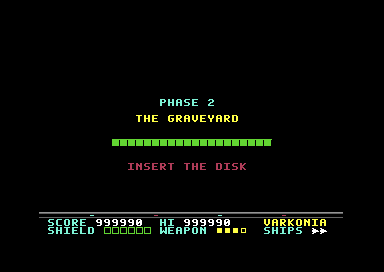 PHASE 2
THE GRAVEYARD
INSERT THE DISK
SCORE 999990 HI 999990 VARKONIA
SHIELD WEAPON SHIPS